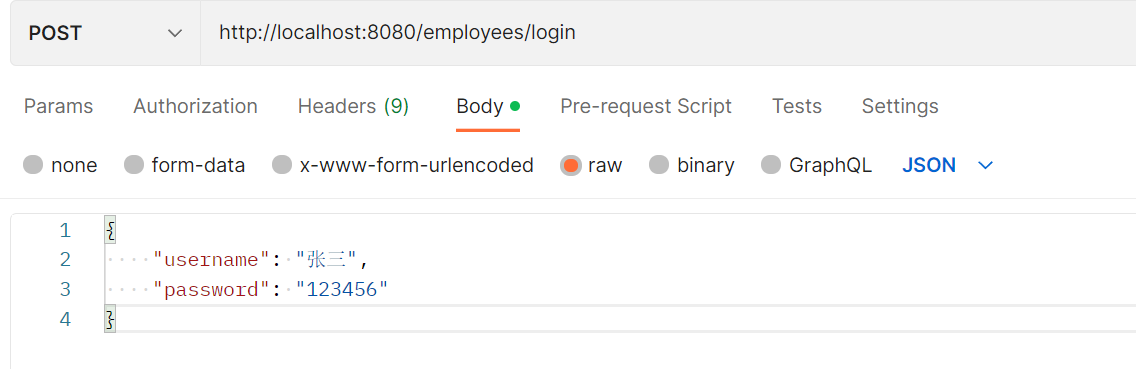 POST http://localhost:8080/employees/login
Params Authorization Headers (9) Body Pre-request Script Tests Settings
none form-data x-www-form-urlencoded raw binary GraphQL JSON
1 {
2 "username": "张三",
3 "password": "123456"
4 }